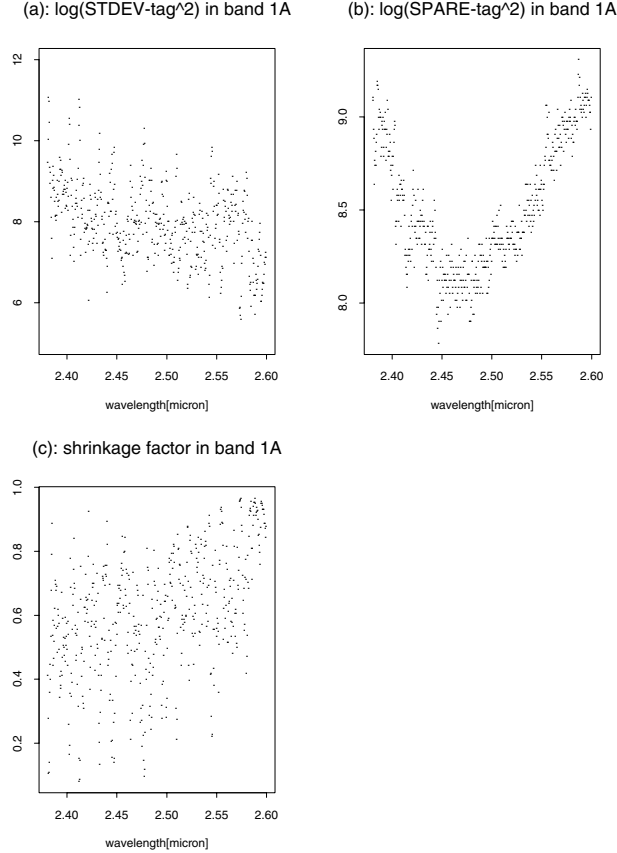 (a): log(STDEV-tag^2) in band 1A
12
10
8
6
2.40 2.45 2.50 2.55 2.60
wavelength[micron]
(b): log(SPARE-tag^2) in band 1A
9.0
8.5
8.0
2.40 2.45 2.50 2.55 2.60
wavelength[micron]
(c): shrinkage factor in band 1A
1.0
0.8
0.6
0.4
0.2
2.40 2.45 2.50 2.55 2.60
wavelength[micron]